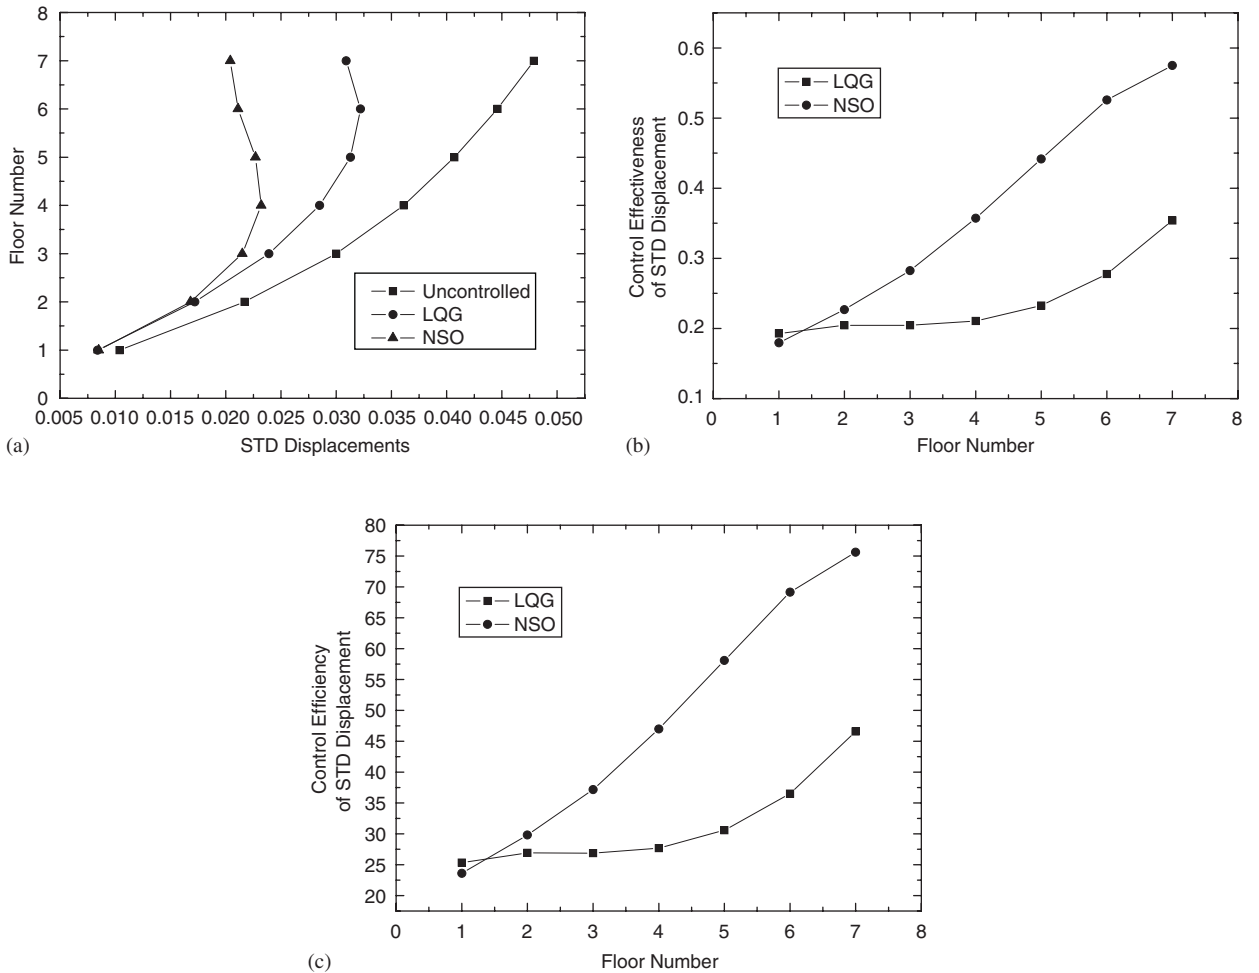 8
7
6
5
4
3
2
1
0
Floor Number
Uncontrolled
LQG
NSO
0.005 0.010 0.015 0.020 0.025 0.030 0.035 0.040 0.045 0.050
STD Displacements
(a)
0.6
0.5
0.4
0.3
0.2
0.1
Control Effectiveness
of STD Displacement
LQG
NSO
0 1 2 3 4 5 6 7 8
Floor Number
(b)
80
75
70
65
60
55
50
45
40
35
30
25
20
Control Efficiency
of STD Displacement
LQG
NSO
0 1 2 3 4 5 6 7 8
Floor Number
(c)